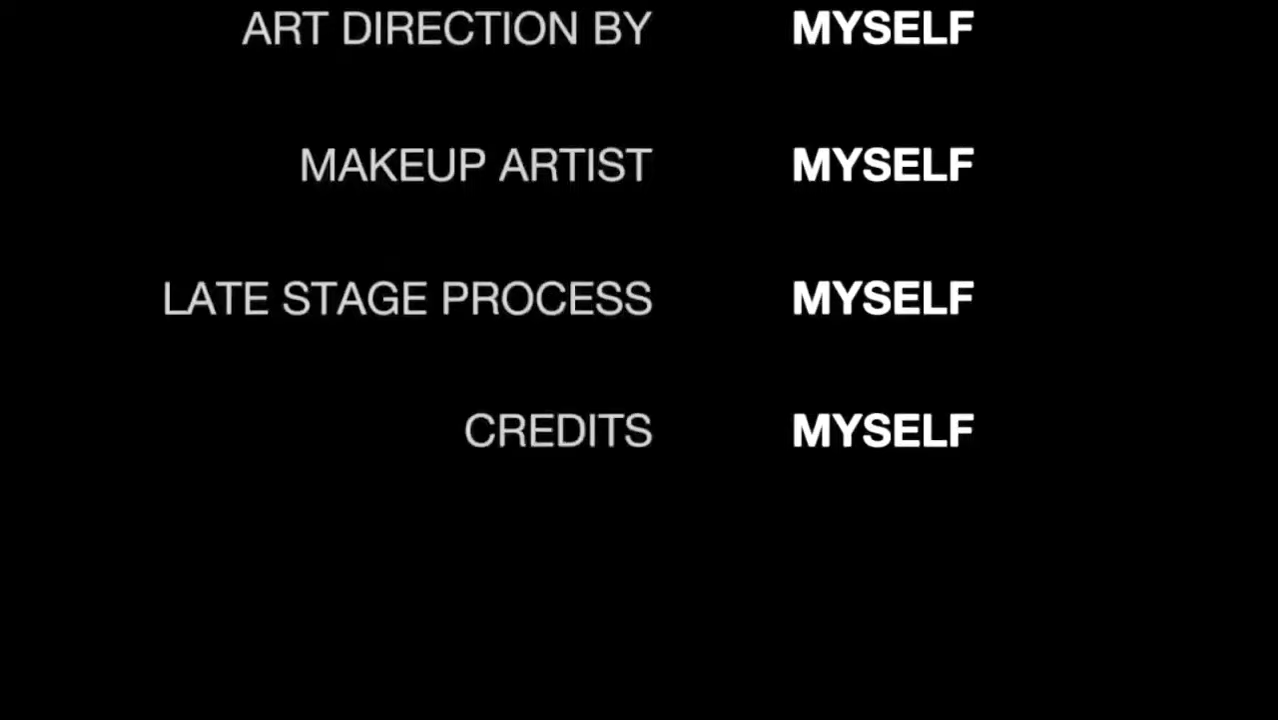 ART DIRECTION BY MYSELF
MAKEUP ARTIST MYSELF
LATE STAGE PROCESS MYSELF
CREDITS MYSELF